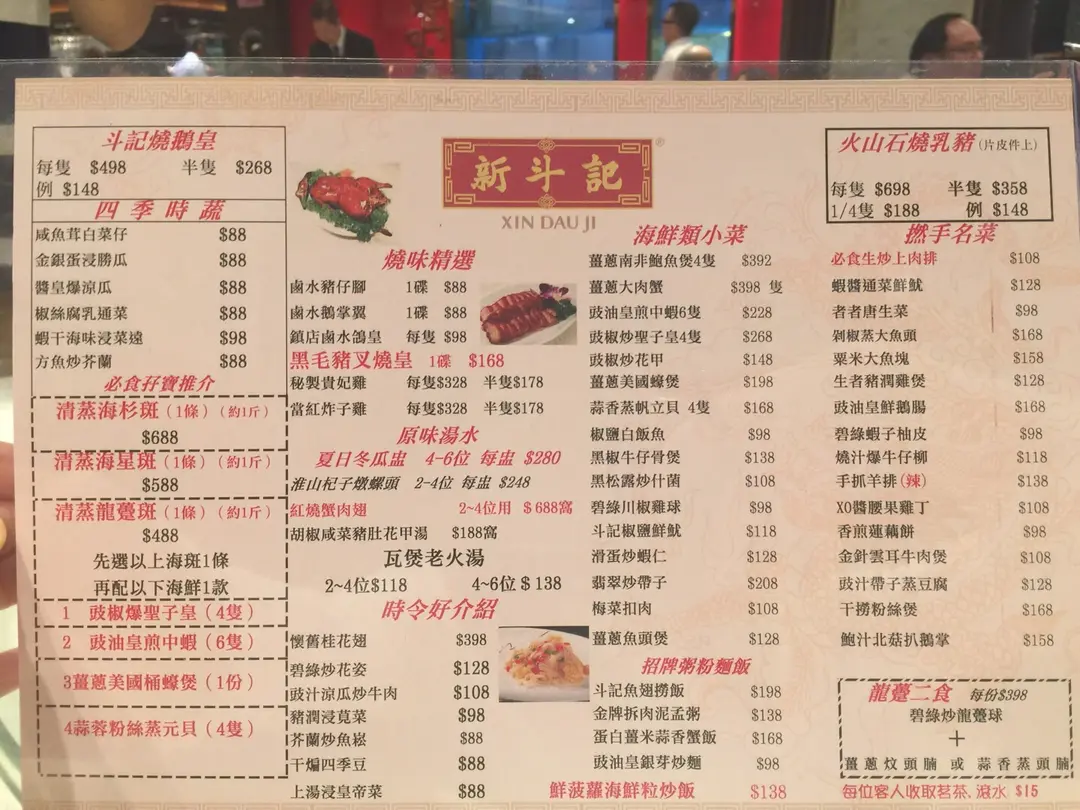 斗記燒鵝皇
每隻 $498 半隻 $268
例 $148
四季時蔬
咸魚茸白菜仔 $88
金銀蛋浸勝瓜 $88
醬皇爆涼瓜 $88
椒絲腐乳通菜 $88
蝦干海味浸菜遠 $98
方魚炒芥蘭 $88
必食孖寶推介
清蒸海杉斑(1條)(約1斤)
$688
清蒸海星斑(1條)(約1斤)
$588
清蒸龍躉斑(1條)(約1斤)
$488
先選以上海斑1條
再配以下海鮮1款
1 豉椒爆聖子皇(4隻)
2 豉油皇煎中蝦(6隻)
3薑蔥美國桶蠔煲(1份)
4蒜蓉粉絲蒸元貝(4隻)
新斗記®
XIN DAU JI
燒味精選
鹵水豬仔腳 1碟 $88
鹵水鵝掌翼 1碟 $88
鎮店鹵水鴿皇 每隻 $98
黑毛豬叉燒皇 1碟 $168
秘製貴妃雞 每隻$328 半隻$178
當紅炸子雞 每隻$328 半隻$178
原味湯水
夏日冬瓜盅 4-6位 每盅 $280
淮山杞子燉螺頭 2-4位 每盅 $248
紅燒蟹肉翅 2~4位用 $688窩
胡椒咸菜豬肚花甲湯 $188窩
瓦煲老火湯
2~4位$118 4~6位$138
時令好介紹
懷舊桂花翅 $398
碧綠炒花姿 $128
豉汁涼瓜炒牛肉 $108
豬潤浸莧菜 $98
芥蘭炒魚崧 $88
干煸四季豆 $88
上湯浸皇帝菜 $88
海鮮類小菜
薑蔥南非鮑魚煲4隻 $392
薑蔥大肉蟹 $398 隻
豉油皇煎中蝦6隻 $228
豉椒炒聖子皇4隻 $268
豉椒炒花甲 $148
薑蔥美國蠔煲 $198
蒜香蒸帆立貝 4隻 $168
椒鹽白飯魚 $98
黑椒牛仔骨煲 $138
黑松露炒什菌 $108
碧綠川椒雞球 $98
斗記椒鹽鮮魷 $118
滑蛋炒蝦仁 $128
翡翠炒帶子 $208
梅菜扣肉 $108
薑蔥魚頭煲 $128
招牌粥粉麵飯
斗記魚翅撈飯 $198
金牌拆肉泥孟粥 $138
蛋白薑米蒜香蟹飯 $168
豉油皇銀芽炒麵 $98
鮮菠蘿海鮮粒炒飯 $138
火山石燒乳豬(片皮件上)
每隻 $698 半隻 $358
1/4隻 $188 例 $148
撚手名菜
必食生炒上肉排 $108
蝦醬通菜鮮魷 $128
者者唐生菜 $98
剁椒蒸大魚頭 $168
粟米大魚塊 $158
生者豬潤雞煲 $128
豉油皇鮮鵝腸 $168
碧綠蝦子柚皮 $98
燒汁爆牛仔柳 $118
手抓羊排(辣) $138
XO醬腰果雞丁 $108
香煎蓮藕餅 $98
金針雲耳牛肉煲 $108
豉汁帶子蒸豆腐 $128
干撈粉絲煲 $168
鮑汁北菇扒鵝掌 $158
龍躉二食 每份$398
碧綠炒龍躉球
+
薑蔥炆頭腩 或 蒜香蒸頭腩
每位客人收取茗茶、滾水 $15